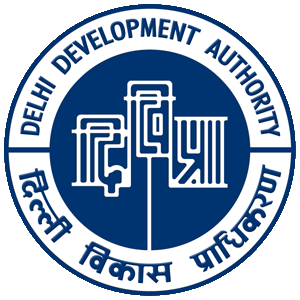 DELHI DEVELOPMENT AUTHORITY
दि वि प्रा
दिल्ली विकास प्राधिकरण